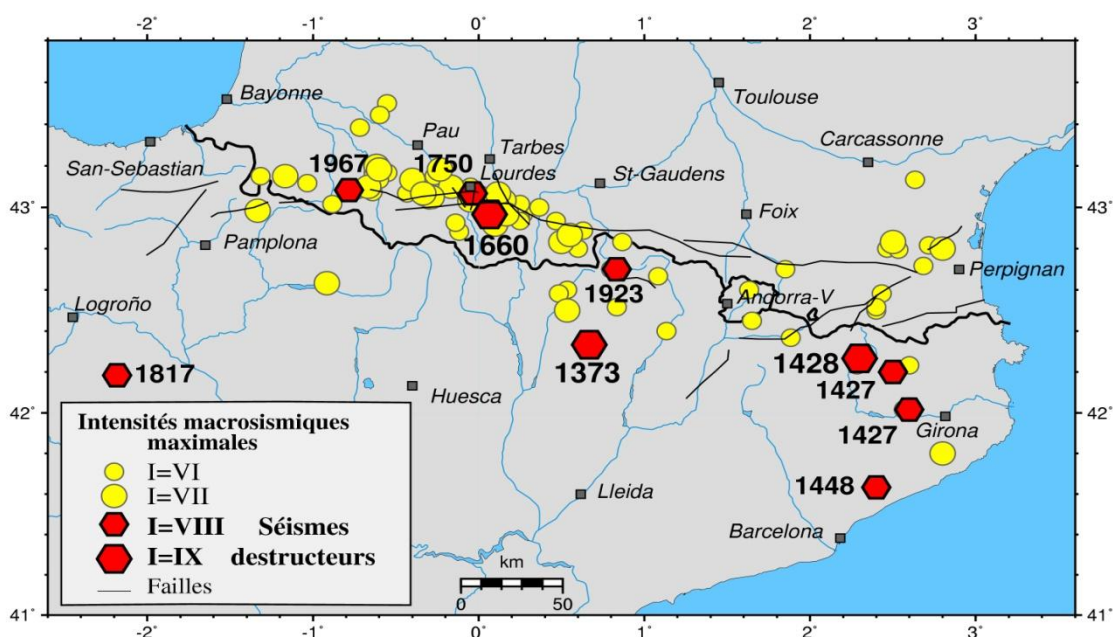 -2° -1° 0° 1° 2° 3°
Bayonne
Toulouse
Pau
Carcassonne
San-Sebastian
Tarbes
1967 1750
Lourdes
St-Gaudens
43° 43°
Foix
Pamplona
1660
Perpignan
1923
Andorra-V
Logroño
1373
1428
1817
1427
Huesca
42° 42°
1427
Girona
Intensités macrosismiques
maximales
I=VI
I=VII
I=VIII Séismes
I=IX destructeurs
Failles
1448
Lleida
Barcelona
km
0 50
41° 41°
-2° -1° 0° 1° 2° 3°